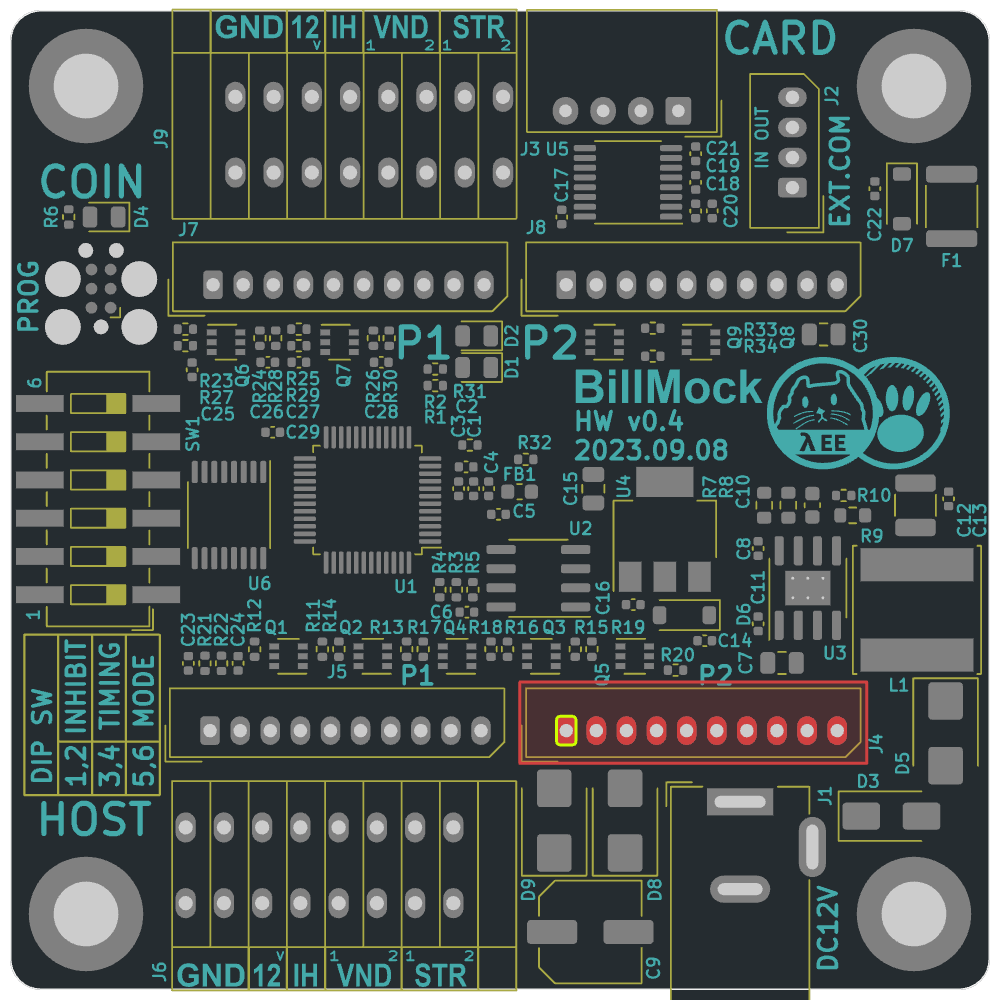 GND 12 IH VND STR
V 1 2 1 2
CARD
J9
J3 U5
J2
IN OUT
EXT.COM
C21
C19
C18
C20
C17
COIN
R6
D4
J7
J8
C22
D7
F1
PROG
P1
D2
D1
P2
Q9
R33
R34
Q8
C30
R23
R27
C25
Q6
R24
R28
C26
R25
R29
C27
Q7
R26
R30
C28
R31
R2
R1
C2
C3
C1
BillMock
HW v0.4
2023.09.08
λEE
6
SW1
C29
R32
C4
FB1
C5
C15
U4
R7
R8
C10
R10
R9
C12
C13
U2
U6
U1
R4
R3
R5
C6
C16
C8
C11
D6
U3
C14
C7
L1
1
C23
R21
R22
C24
R12
Q1
R11
R14
Q2
R13
R17
Q4
R18
R16
Q3
R15
R19
Q5
R20
J5
P1
P2
J4
DIP SW
1,2 INHIBIT
3,4 TIMING
5,6 MODE
HOST
D5
D3
J1
D9
D8
C9
DC12V
J6
V 1 2 1 2
GND 12 IH VND STR